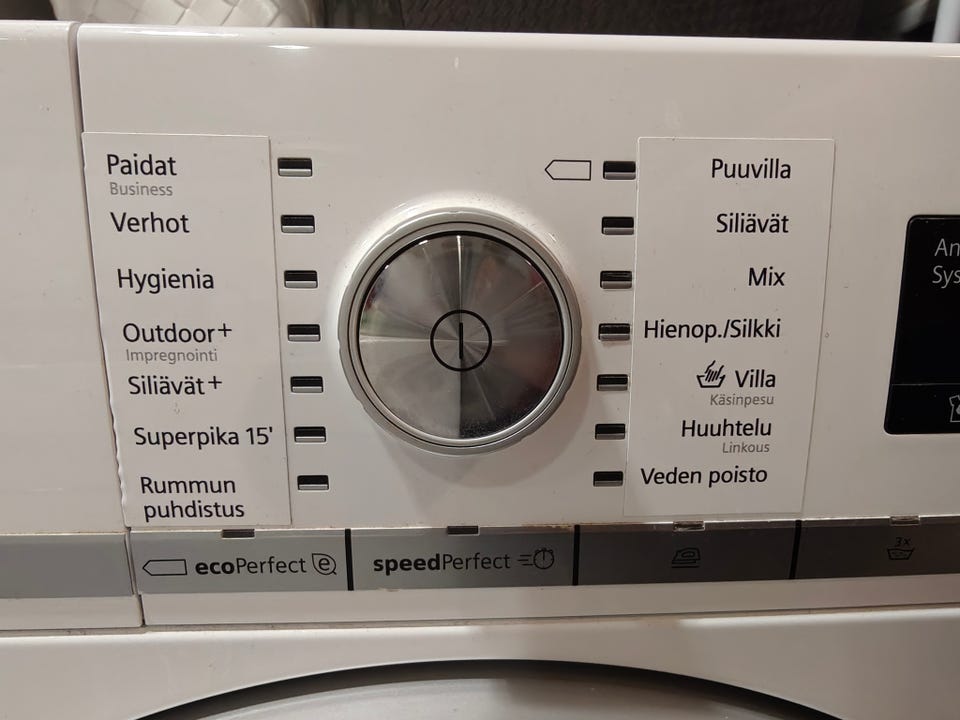 Paidat
Business
Verhot
Hygienia
Outdoor+
Impregnointi
Siliävät+
Superpika 15'
Rummun
puhdistus
Puuvilla
Siliävät
Mix
Hienop./Silkki
Villa
Käsinpesu
Huuhtelu
Linkous
Veden poisto
ecoPerfect e
speedPerfect
3x